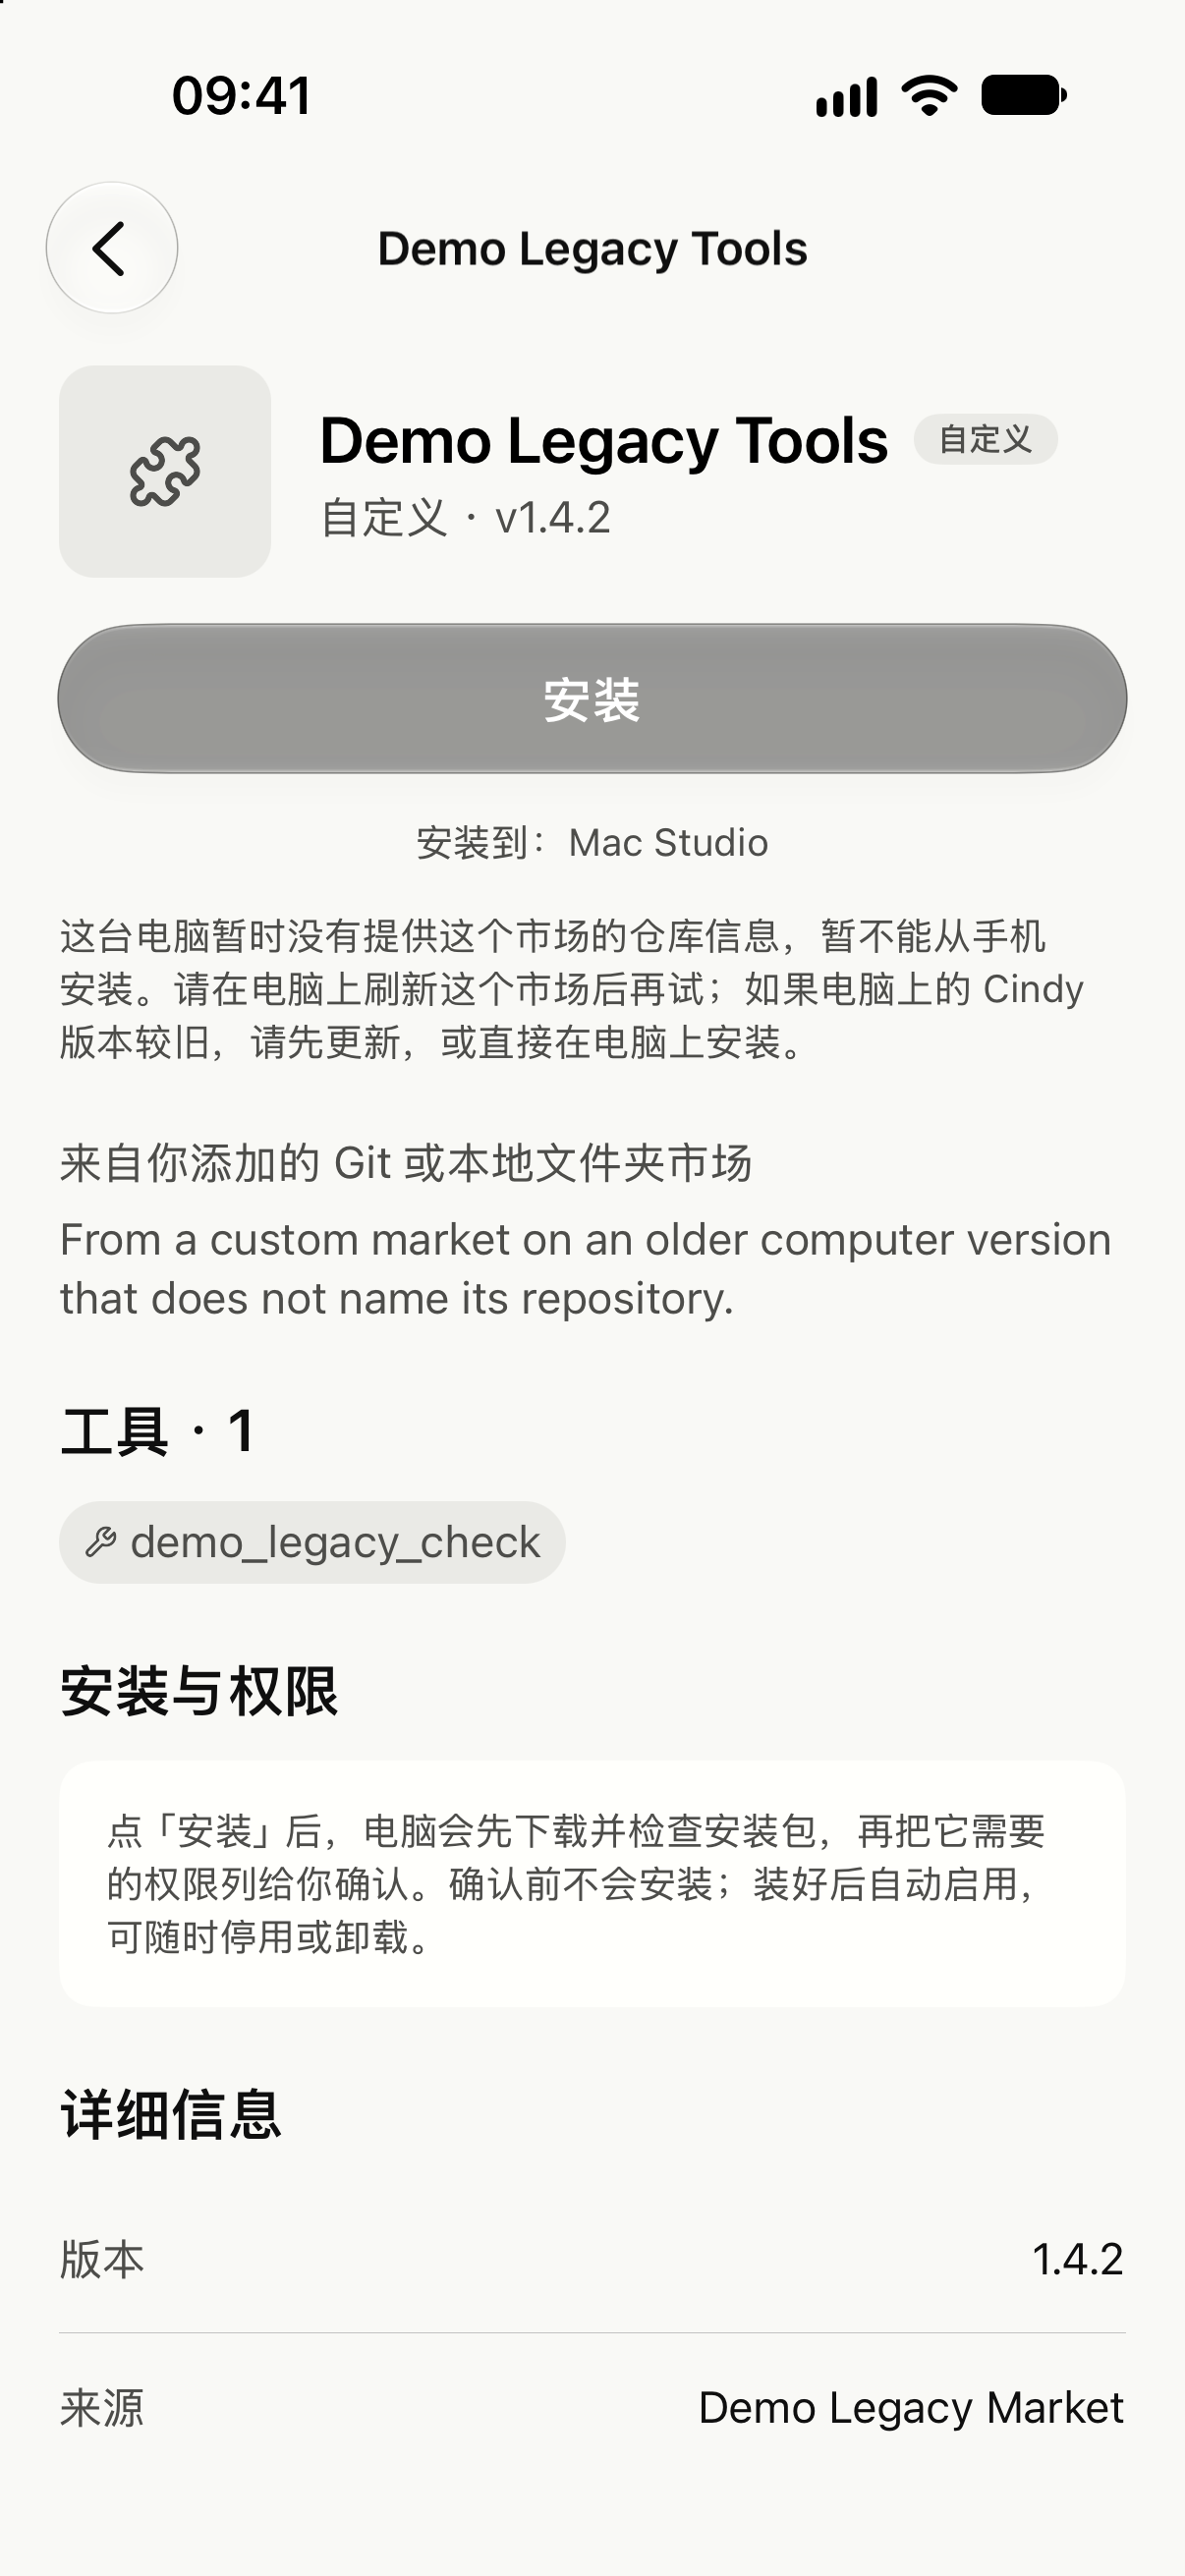 09:41
Demo Legacy Tools
Demo Legacy Tools 自定义
自定义 · v1.4.2
安装
安装到：Mac Studio
这台电脑暂时没有提供这个市场的仓库信息，暂不能从手机
安装。请在电脑上刷新这个市场后再试；如果电脑上的 Cindy
版本较旧，请先更新，或直接在电脑上安装。
来自你添加的 Git 或本地文件夹市场
From a custom market on an older computer version
that does not name its repository.
工具 · 1
demo_legacy_check
安装与权限
点「安装」后，电脑会先下载并检查安装包，再把它需要
的权限列给你确认。确认前不会安装；装好后自动启用，
可随时停用或卸载。
详细信息
版本 1.4.2
来源 Demo Legacy Market